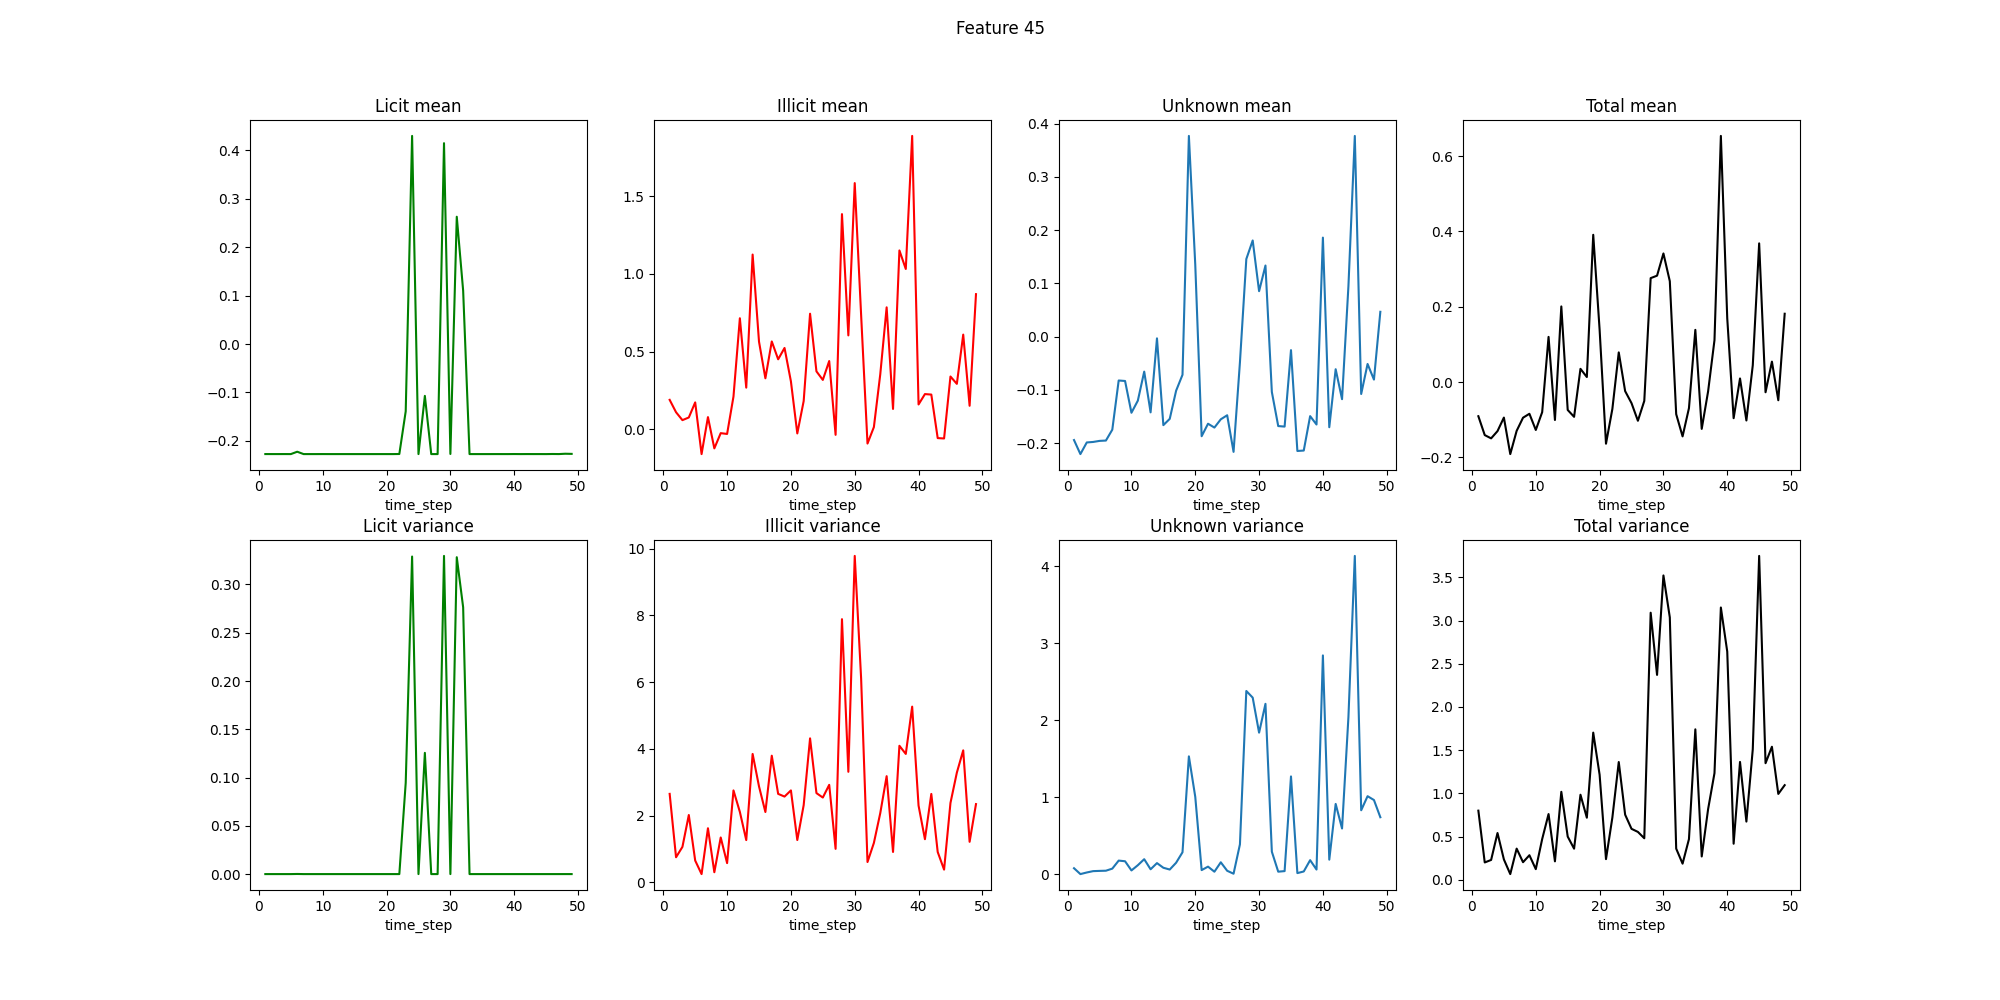 Feature 45
Licit mean
Illicit mean
Unknown mean
Total mean
0.4
0.3
0.2
0.1
0.0
−0.1
−0.2
0 10 20 30 40 50
time_step
1.5
1.0
0.5
0.0
0 10 20 30 40 50
time_step
0.4
0.3
0.2
0.1
0.0
−0.1
−0.2
0 10 20 30 40 50
time_step
0.6
0.4
0.2
0.0
−0.2
0 10 20 30 40 50
time_step
Licit variance
Illicit variance
Unknown variance
Total variance
0.30
0.25
0.20
0.15
0.10
0.05
0.00
0 10 20 30 40 50
time_step
10
8
6
4
2
0
0 10 20 30 40 50
time_step
4
3
2
1
0
0 10 20 30 40 50
time_step
3.5
3.0
2.5
2.0
1.5
1.0
0.5
0.0
0 10 20 30 40 50
time_step